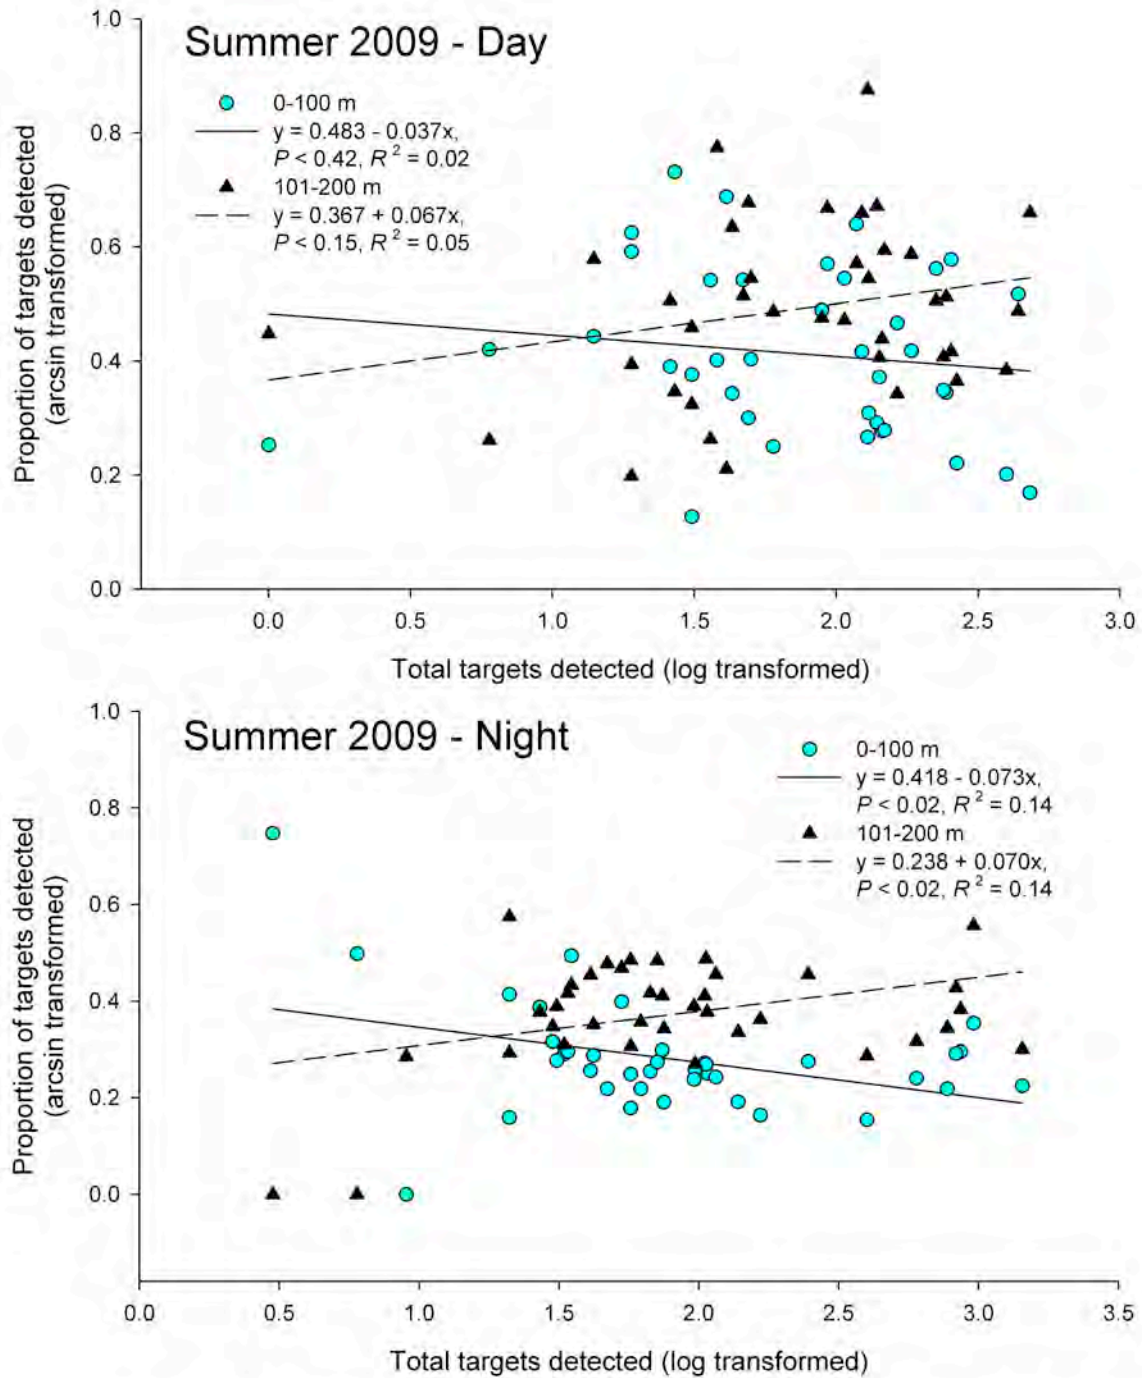 Summer 2009 - Day
0-100 m
y = 0.483 - 0.037x,
P < 0.42, R² = 0.02
101-200 m
y = 0.367 + 0.067x,
P < 0.15, R² = 0.05
Proportion of targets detected
(arcsin transformed)
1.0
0.8
0.6
0.4
0.2
0.0
0.0 0.5 1.0 1.5 2.0 2.5 3.0
Total targets detected (log transformed)
Summer 2009 - Night
0-100 m
y = 0.418 - 0.073x,
P < 0.02, R² = 0.14
101-200 m
y = 0.238 + 0.070x,
P < 0.02, R² = 0.14
Proportion of targets detected
(arcsin transformed)
1.0
0.8
0.6
0.4
0.2
0.0
0.0 0.5 1.0 1.5 2.0 2.5 3.0 3.5
Total targets detected (log transformed)